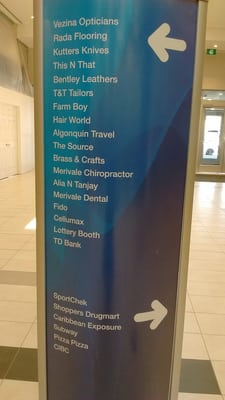 Vezina Opticians
Rada Flooring
Kutters Knives
This N That
Bentley Leathers
T&T Tailors
Farm Boy
Hair World
Algonquin Travel
The Source
Brass & Crafts
Merivale Chiropractor
Alia N Tanjay
Merivale Dental
Fido
Cellumax
Lottery Booth
TD Bank
SportChek
Shoppers Drugmart
Caribbean Exposure
Subway
Pizza Pizza
CIBC